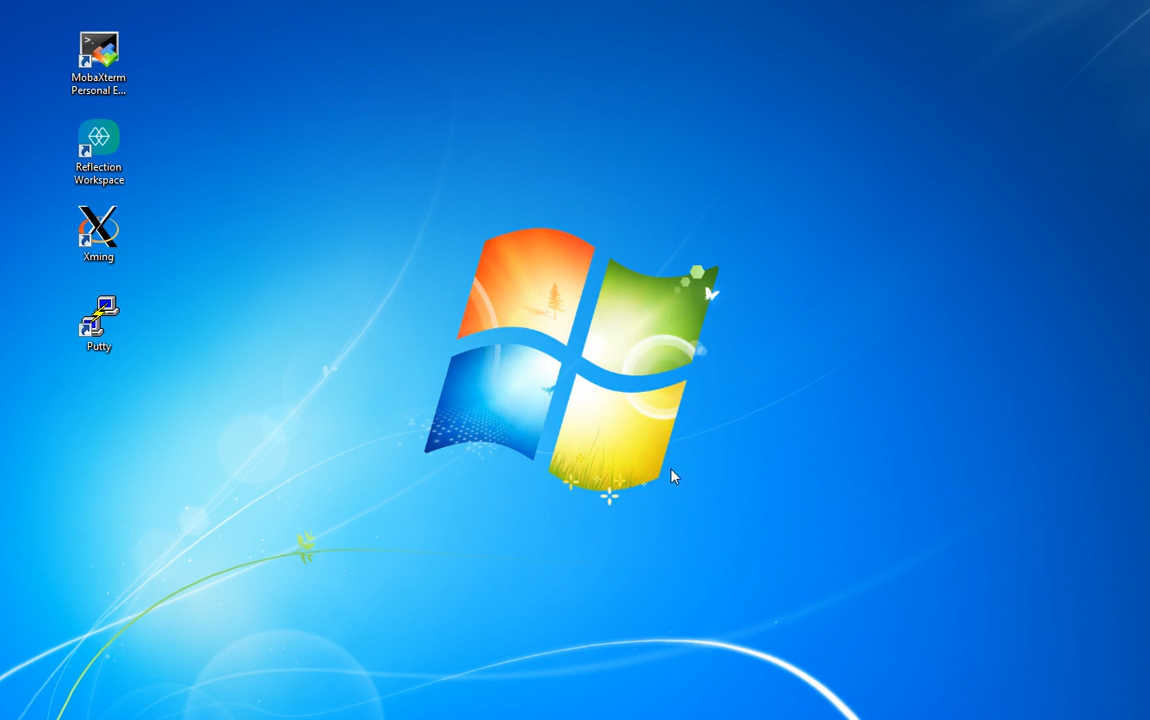 MobaXterm
Personal E...
Reflection
Workspace
Xming
Putty